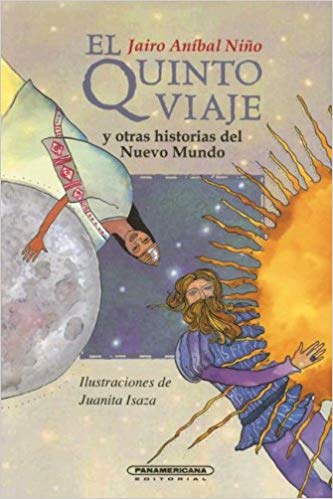 EL Jairo Aníbal Niño
QUINTO
VIAJE
y otras historias del
Nuevo Mundo
Ilustraciones de
Juanita Isaza
PANAMERICANA
EDITORIAL